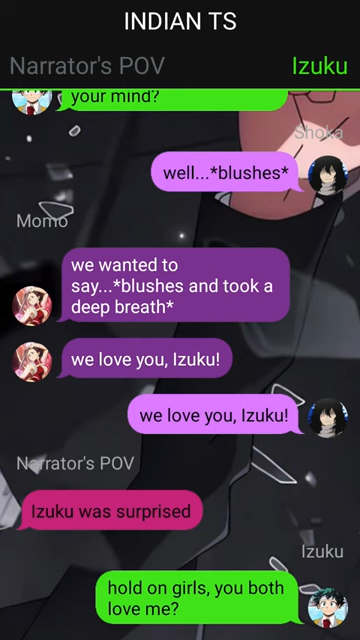 INDIAN TS
Narrator's POV
Izuku
your mind?
Shoka
well...*blushes*
Momo
we wanted to
say...*blushes and took a
deep breath*
we love you, Izuku!
we love you, Izuku!
Narrator's POV
Izuku was surprised
Izuku
hold on girls, you both
love me?